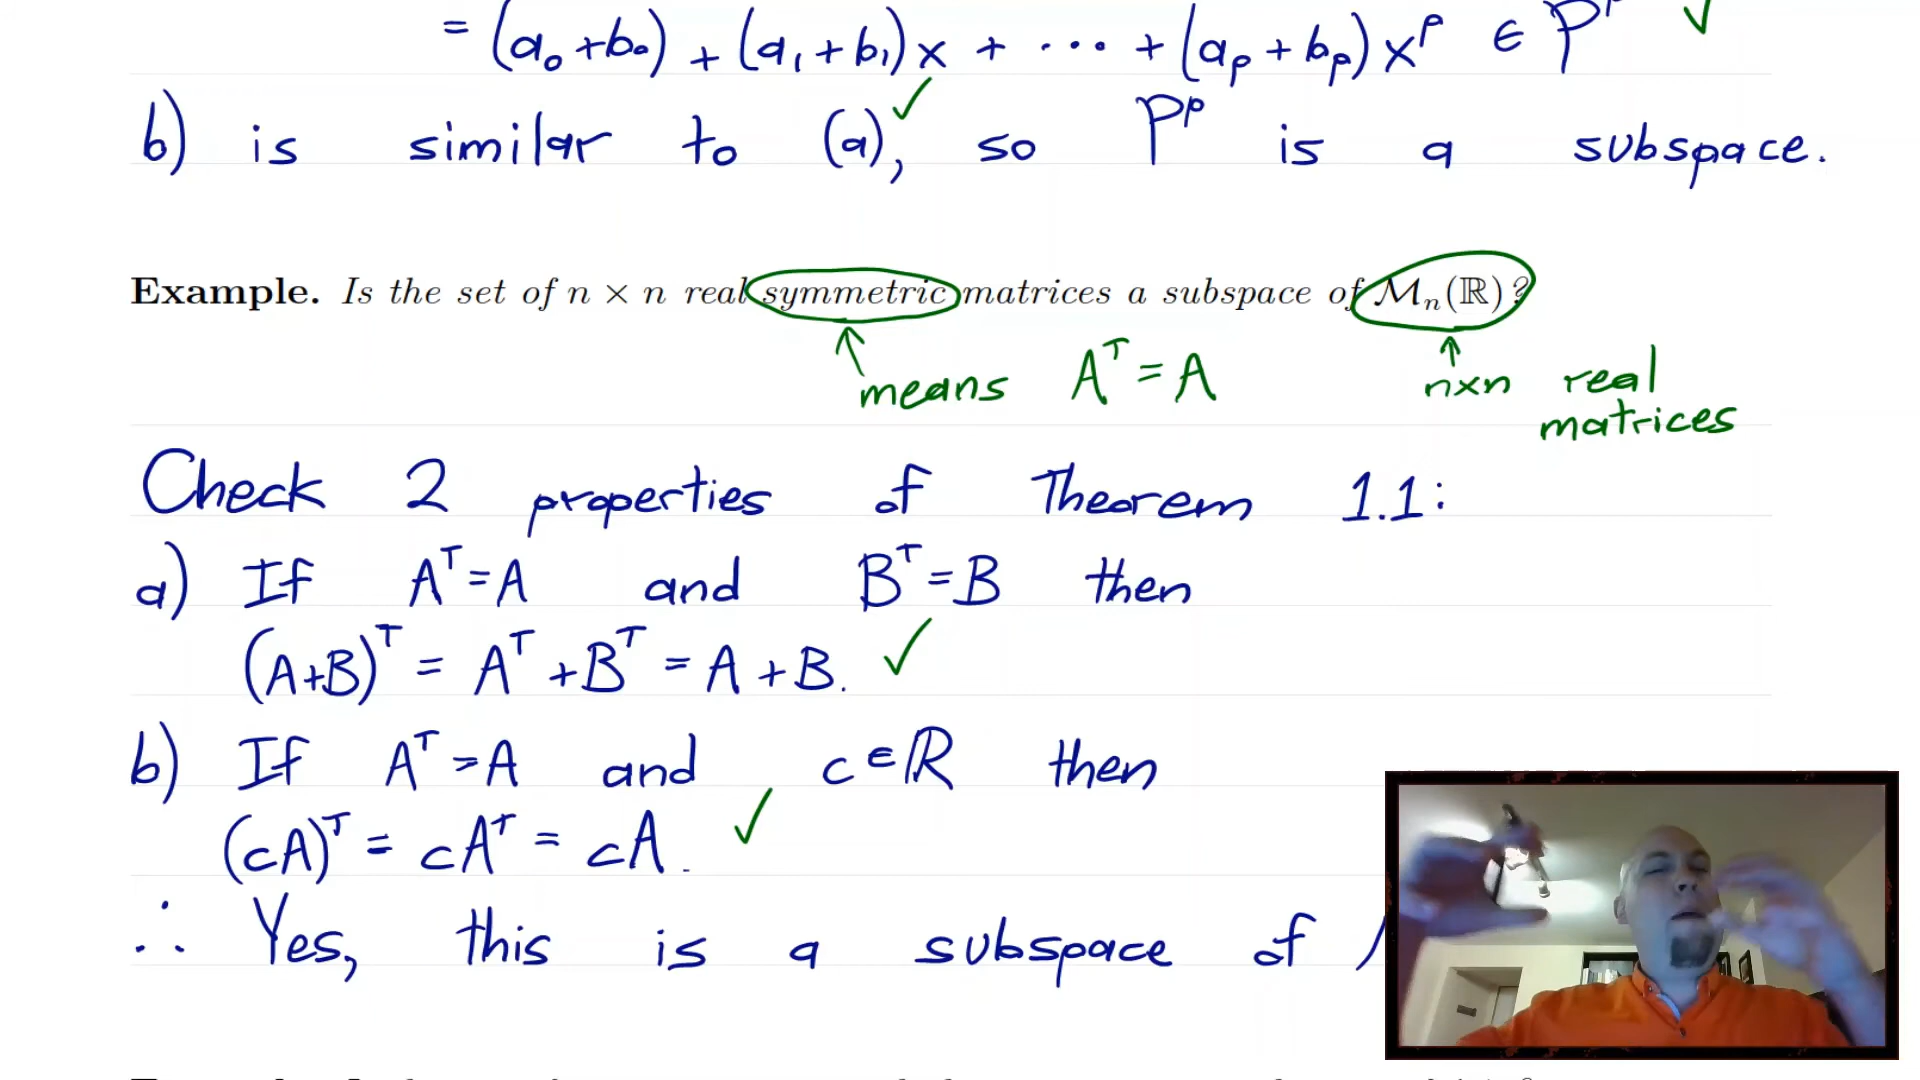 = (a₀+b₀) + (a₁+b₁)x + ··· + (aₚ+bₚ)xᵖ ∈ Pᵖ ✓
b) is similar to (a),✓ so Pᵖ is a subspace.
Example. Is the set of n × n real symmetric matrices a subspace of Mₙ(ℝ)?
↑ means Aᵀ = A
↑ n×n real
matrices
Check 2 properties of Theorem 1.1:
a) If Aᵀ=A and Bᵀ=B then
(A+B)ᵀ = Aᵀ+Bᵀ = A+B. ✓
b) If Aᵀ=A and c∈ℝ then
(cA)ᵀ = cAᵀ = cA. ✓
∴ Yes, this is a subspace of